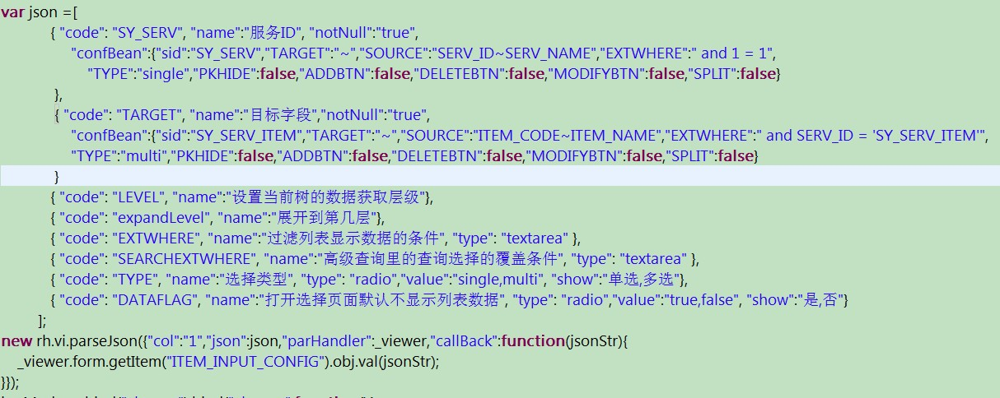 var json =[
{ "code": "SY_SERV", "name":"服务ID", "notNull":"true",
"confBean":{"sid":"SY_SERV","TARGET":"~","SOURCE":"SERV_ID~SERV_NAME","EXTWHERE":" and 1 = 1",
"TYPE":"single","PKHIDE":false,"ADDBTN":false,"DELETEBTN":false,"MODIFYBTN":false,"SPLIT":false}
},
{ "code": "TARGET", "name":"目标字段","notNull":"true",
"confBean":{"sid":"SY_SERV_ITEM","TARGET":"~","SOURCE":"ITEM_CODE~ITEM_NAME","EXTWHERE":" and SERV_ID = 'SY_SERV_ITEM'",
"TYPE":"multi","PKHIDE":false,"ADDBTN":false,"DELETEBTN":false,"MODIFYBTN":false,"SPLIT":false}
}
{ "code": "LEVEL", "name":"设置当前树的数据获取层级"},
{ "code": "expandLevel", "name":"展开到第几层"},
{ "code": "EXTWHERE", "name":"过滤列表显示数据的条件", "type": "textarea" },
{ "code": "SEARCHEXTWHERE", "name":"高级查询里的查询选择的覆盖条件", "type": "textarea" },
{ "code": "TYPE", "name":"选择类型", "type": "radio","value":"single,multi", "show":"单选,多选"},
{ "code": "DATAFLAG", "name":"打开选择页面默认不显示列表数据", "type": "radio","value":"true,false", "show":"是,否"}
];
new rh.vi.parseJson({"col":"1","json":json,"parHandler":_viewer,"callBack":function(jsonStr){
_viewer.form.getItem("ITEM_INPUT_CONFIG").obj.val(jsonStr);
}});